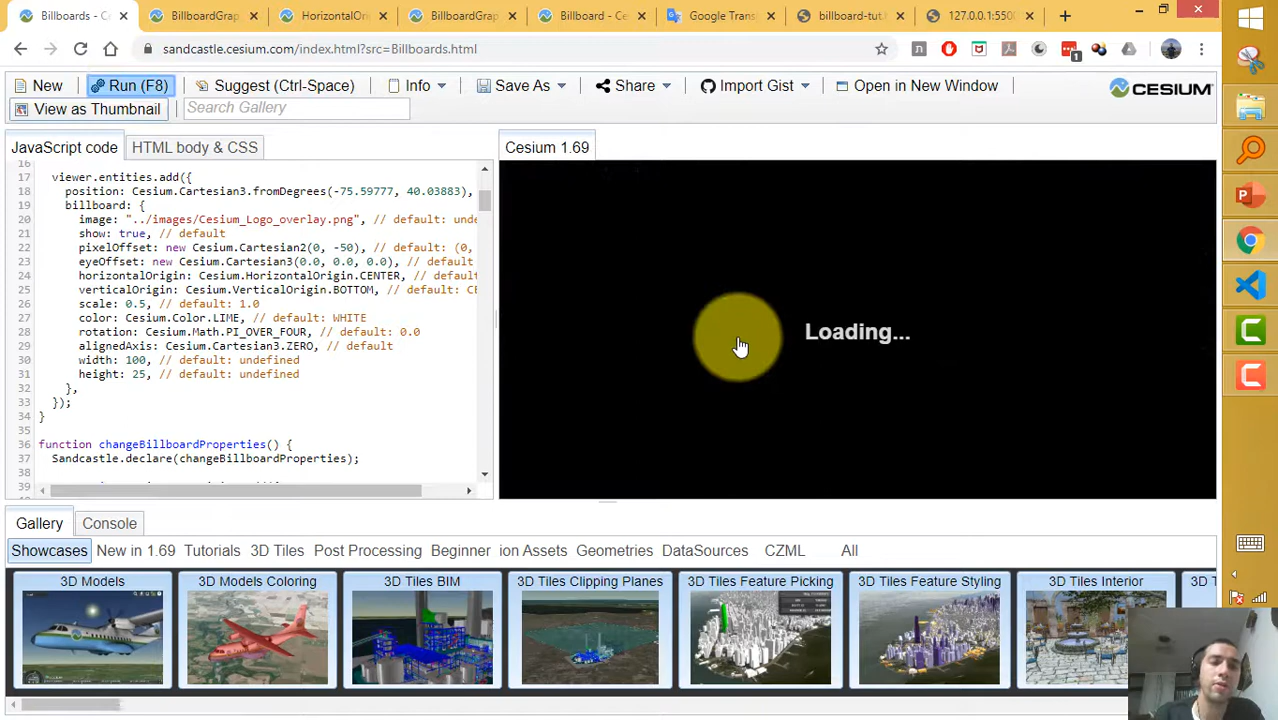 Billboards - Ce
BillboardGrap
HorizontalOri
BillboardGrap
Billboard - Ce
Google Transl
billboard-tut.h
127.0.0.1:5500
sandcastle.cesium.com/index.html?src=Billboards.html
1
New
Run (F8)
Suggest (Ctrl-Space)
Info
Save As
Share
Import Gist
Open in New Window
CESIUM
View as Thumbnail
Search Gallery
JavaScript code
HTML body & CSS
Cesium 1.69
16
17 viewer.entities.add({
18 position: Cesium.Cartesian3.fromDegrees(-75.59777, 40.03883),
19 billboard: {
20 image: "../images/Cesium_Logo_overlay.png", // default: unde
21 show: true, // default
22 pixelOffset: new Cesium.Cartesian2(0, -50), // default: (0,
23 eyeOffset: new Cesium.Cartesian3(0.0, 0.0, 0.0), // default
24 horizontalOrigin: Cesium.HorizontalOrigin.CENTER, // default
25 verticalOrigin: Cesium.VerticalOrigin.BOTTOM, // default: CE
26 scale: 0.5, // default: 1.0
27 color: Cesium.Color.LIME, // default: WHITE
28 rotation: Cesium.Math.PI_OVER_FOUR, // default: 0.0
29 alignedAxis: Cesium.Cartesian3.ZERO, // default
30 width: 100, // default: undefined
31 height: 25, // default: undefined
32 },
33 });
34 }
35
36 function changeBillboardProperties() {
37 Sandcastle.declare(changeBillboardProperties);
38
Loading...
Gallery
Console
Showcases
New in 1.69
Tutorials
3D Tiles
Post Processing
Beginner
ion Assets
Geometries
DataSources
CZML
All
3D Models
3D Models Coloring
3D Tiles BIM
3D Tiles Clipping Planes
3D Tiles Feature Picking
3D Tiles Feature Styling
3D Tiles Interior